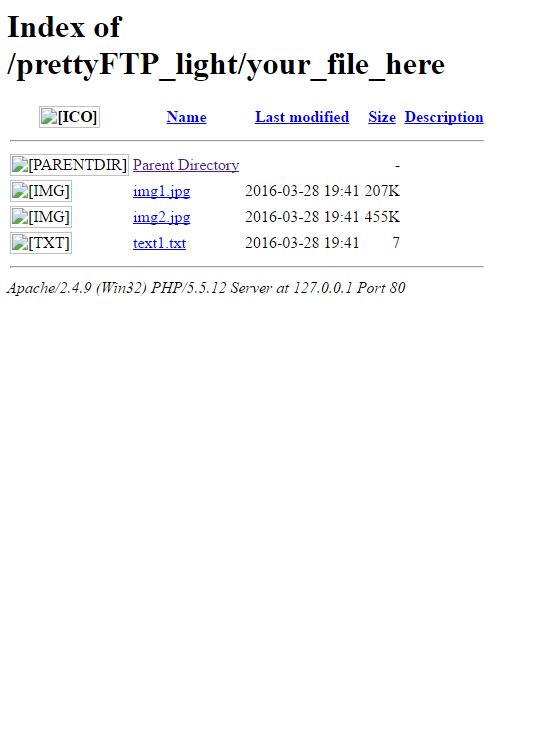 Index of
/prettyFTP_light/your_file_here
[ICO] Name Last modified Size Description
[PARENTDIR] Parent Directory -
[IMG] img1.jpg 2016-03-28 19:41 207K
[IMG] img2.jpg 2016-03-28 19:41 455K
[TXT] text1.txt 2016-03-28 19:41 7
Apache/2.4.9 (Win32) PHP/5.5.12 Server at 127.0.0.1 Port 80